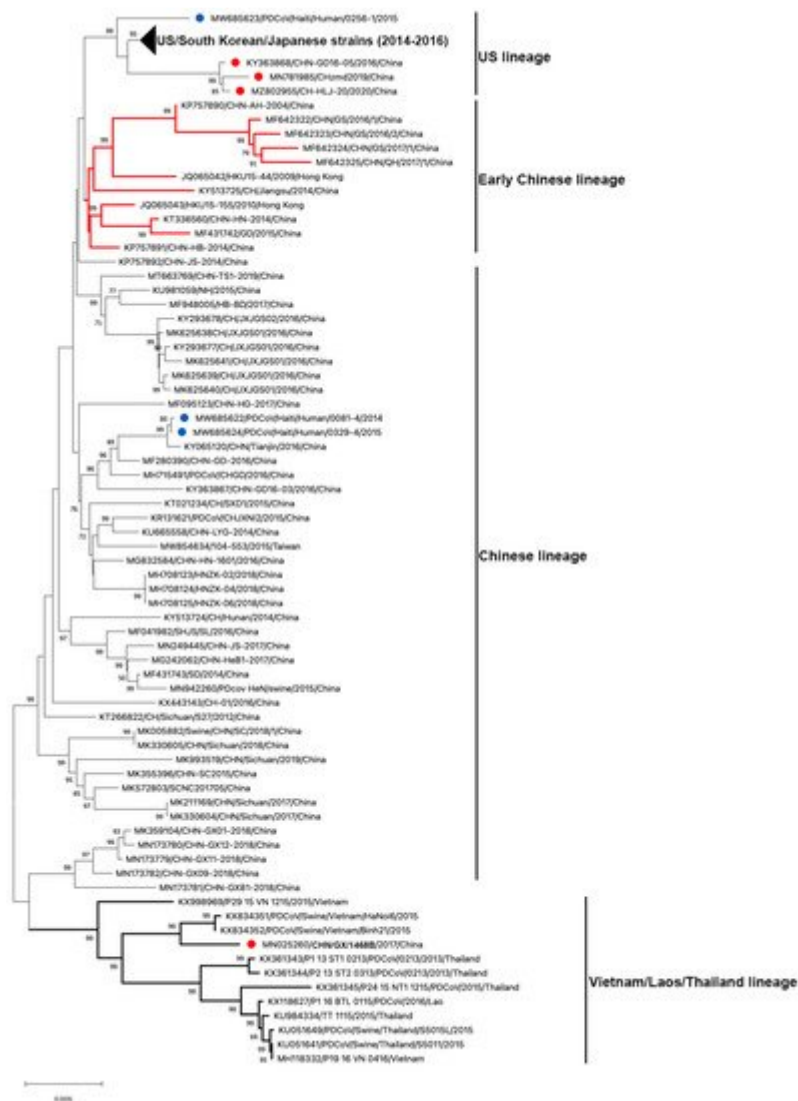 MW685623/PDCoV/Haiti/Human/0256-1/2015
US/South Korean/Japanese strains (2014-2016)
US lineage
KY363868/CHN-GD16-05/2016/China
MN781985/CHzmd2019/China
MZ802955/CH-HLJ-20/2020/China
KP757890/CHN-AH-2004/China
MF642322/CHN/GS/2016/1/China
MF642323/CHN/GS/2016/2/China
MF642324/CHN/GS/2017/1/China
MF642325/CHN/QH/2017/1/China
Early Chinese lineage
JQ065042/HKU15-44/2009/Hong Kong
KY513725/CH/Jiangsu/2014/China
JQ065043/HKU15-155/2010/Hong Kong
KT336560/CHN-HN-2014/China
MF431742/GD/2015/China
KP757891/CHN-HB-2014/China
KP757892/CHN-JS-2014/China
MT663769/CHN-TS1-2019/China
KU981059/NH/2015/China
MF948005/HB-BD/2017/China
KY293678/CH/JXJGS02/2016/China
MK625638CH/JXJGS01/2016/China
KY293677/CH/JXJGS01/2016/China
MK625641/CH/JXJGS01/2016/China
MK625639/CH/JXJGS01/2016/China
MK625640/CH/JXJGS01/2016/China
MF095123/CHN-HG-2017/China
MW685622/PDCoV/Haiti/Human/0081-4/2014
MW685624/PDCoV/Haiti/Human/0329-4/2015
KY065120/CHN/Tianjin/2016/China
MF280390/CHN-GD-2016/China
MH715491/PDCoV/CHGD/2016/China
KY363867/CHN-GD16-03/2016/China
KT021234/CH/SXD1/2015/China
KR131621/PDCoV/CHJXNI2/2015/China
KU665558/CHN-LYG-2014/China
MW854634/104-553/2015/Taiwan
Chinese lineage
MG832584/CHN-HN-1601/2016/China
MH708123/HNZK-02/2018/China
MH708124/HNZK-04/2018/China
MH708125/HNZK-06/2018/China
KY513724/CH/Hunan/2014/China
MF041982/SHJS/SL/2016/China
MN249445/CHN-JS-2017/China
MG242062/CHN-HeB1-2017/China
MF431743/SD/2014/China
MN942260/PDcov HeN/swine/2015/China
KX443143/CH-01/2016/China
KT266822/CH/Sichuan/S27/2012/China
MK005882/Swine/CHN/SC/2018/1/China
MK330605/CHN/Sichuan/2018/China
MK993519/CHN/Sichuan/2019/China
MK355396/CHN-SC2015/China
MK572803/SCNC201705/China
MK211169/CHN/Sichuan/2017/China
MK330604/CHN/Sichuan/2017/China
MK359104/CHN-GX01-2018/China
MN173780/CHN-GX12-2018/China
MN173779/CHN-GX11-2018/China
MN173782/CHN-GX09-2018/China
MN173781/CHN-GX81-2018/China
KX998969/P29 15 VN 1215/2015/Vietnam
KX834351/PDCoV/Swine/Vietnam/HaNoi6/2015
KX834352/PDCoV/Swine/Vietnam/Binh21/2015
MN025260/CHN/GX/1468B/2017/China
KX361343/P1 13 ST1 0213/PDCoV/0213/2013/Thailand
KX361344/P2 13 ST2 0313/PDCoV/0213/2013/Thailand
Vietnam/Laos/Thailand lineage
KX361345/P24 15 NT1 1215/PDCoV/2015/Thailand
KX118627/P1 16 BTL 0115/PDCoV/2016/Lao
KU984334/TT 1115/2015/Thailand
KU051649/PDCoV/Swine/Thailand/S5015L/2015
KU051641/PDCoV/Swine/Thailand/S5011/2015
MH118332/P19 16 VN 0416/Vietnam